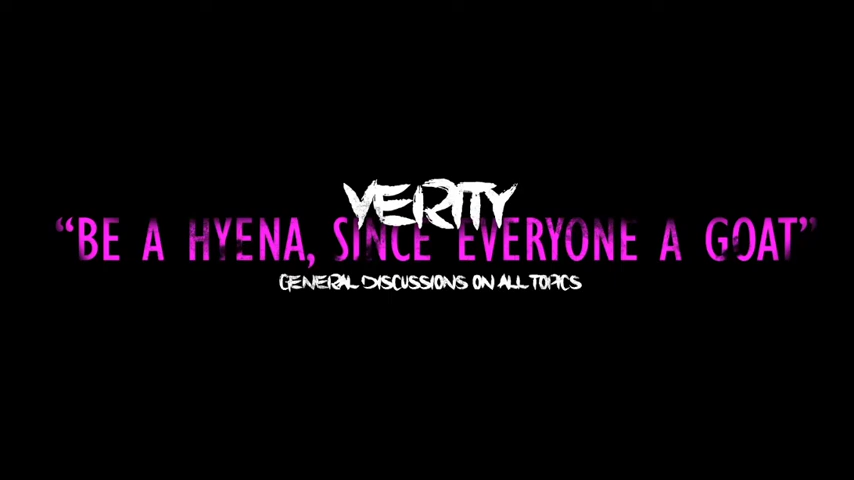 VERITY
“BE A HYENA, SINCE EVERYONE A GOAT”
GENERAL DISCUSSIONS ON ALL TOPICS